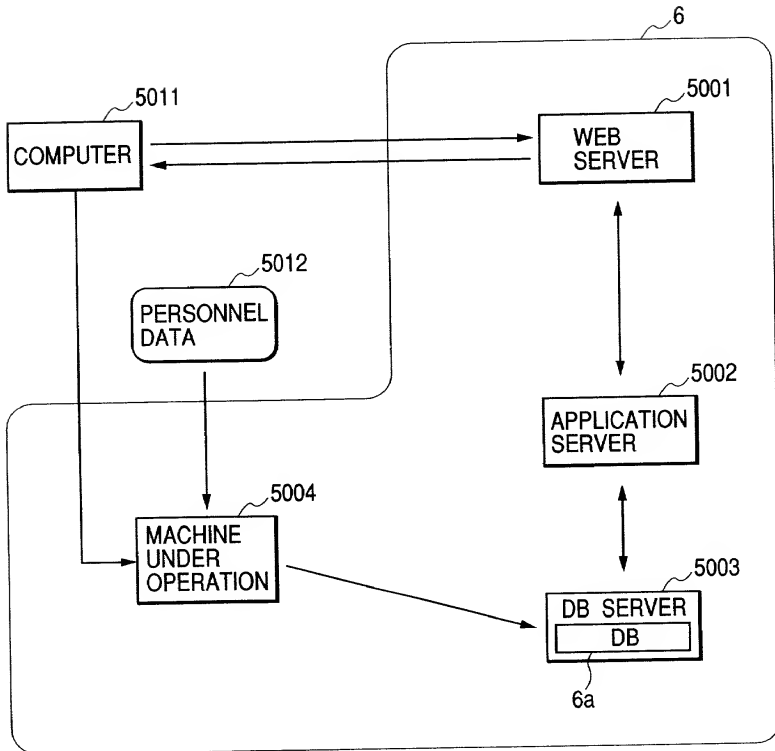 6
5011
COMPUTER
5001
WEB
SERVER
5012
PERSONNEL
DATA
5002
APPLICATION
SERVER
5004
MACHINE
UNDER
OPERATION
5003
DB SERVER
DB
6a